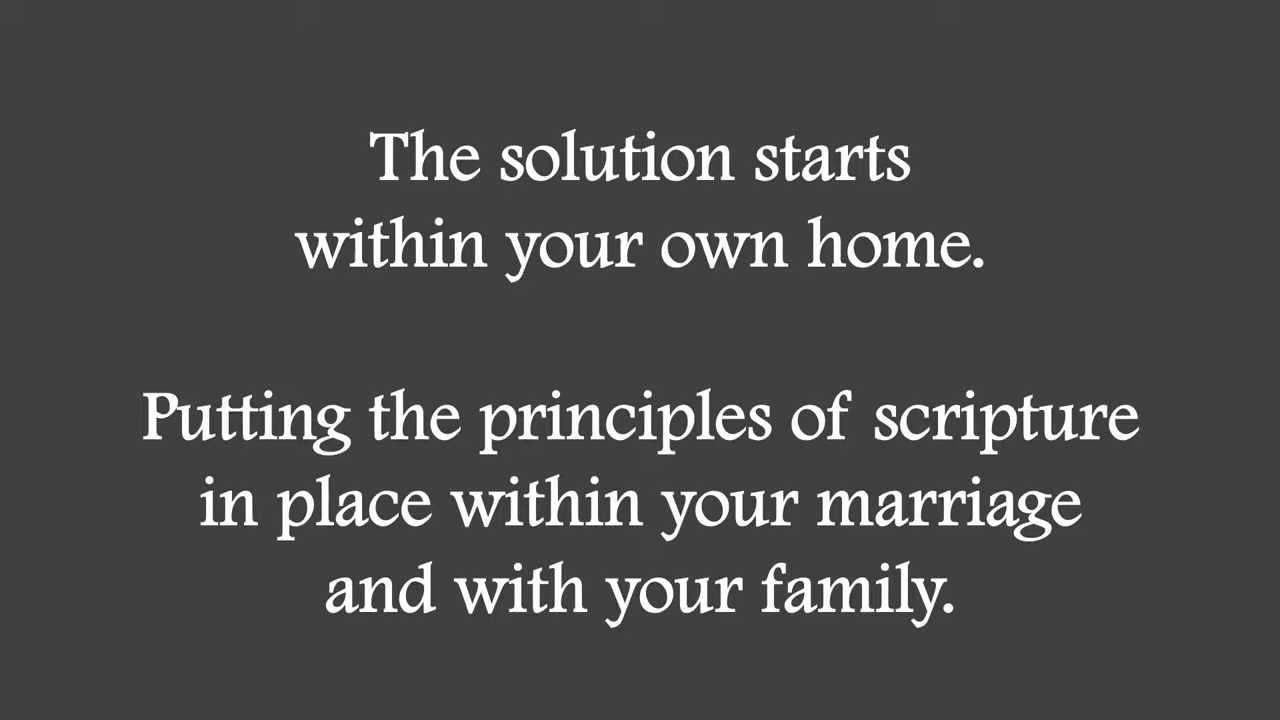 The solution starts
within your own home.
Putting the principles of scripture
in place within your marriage
and with your family.